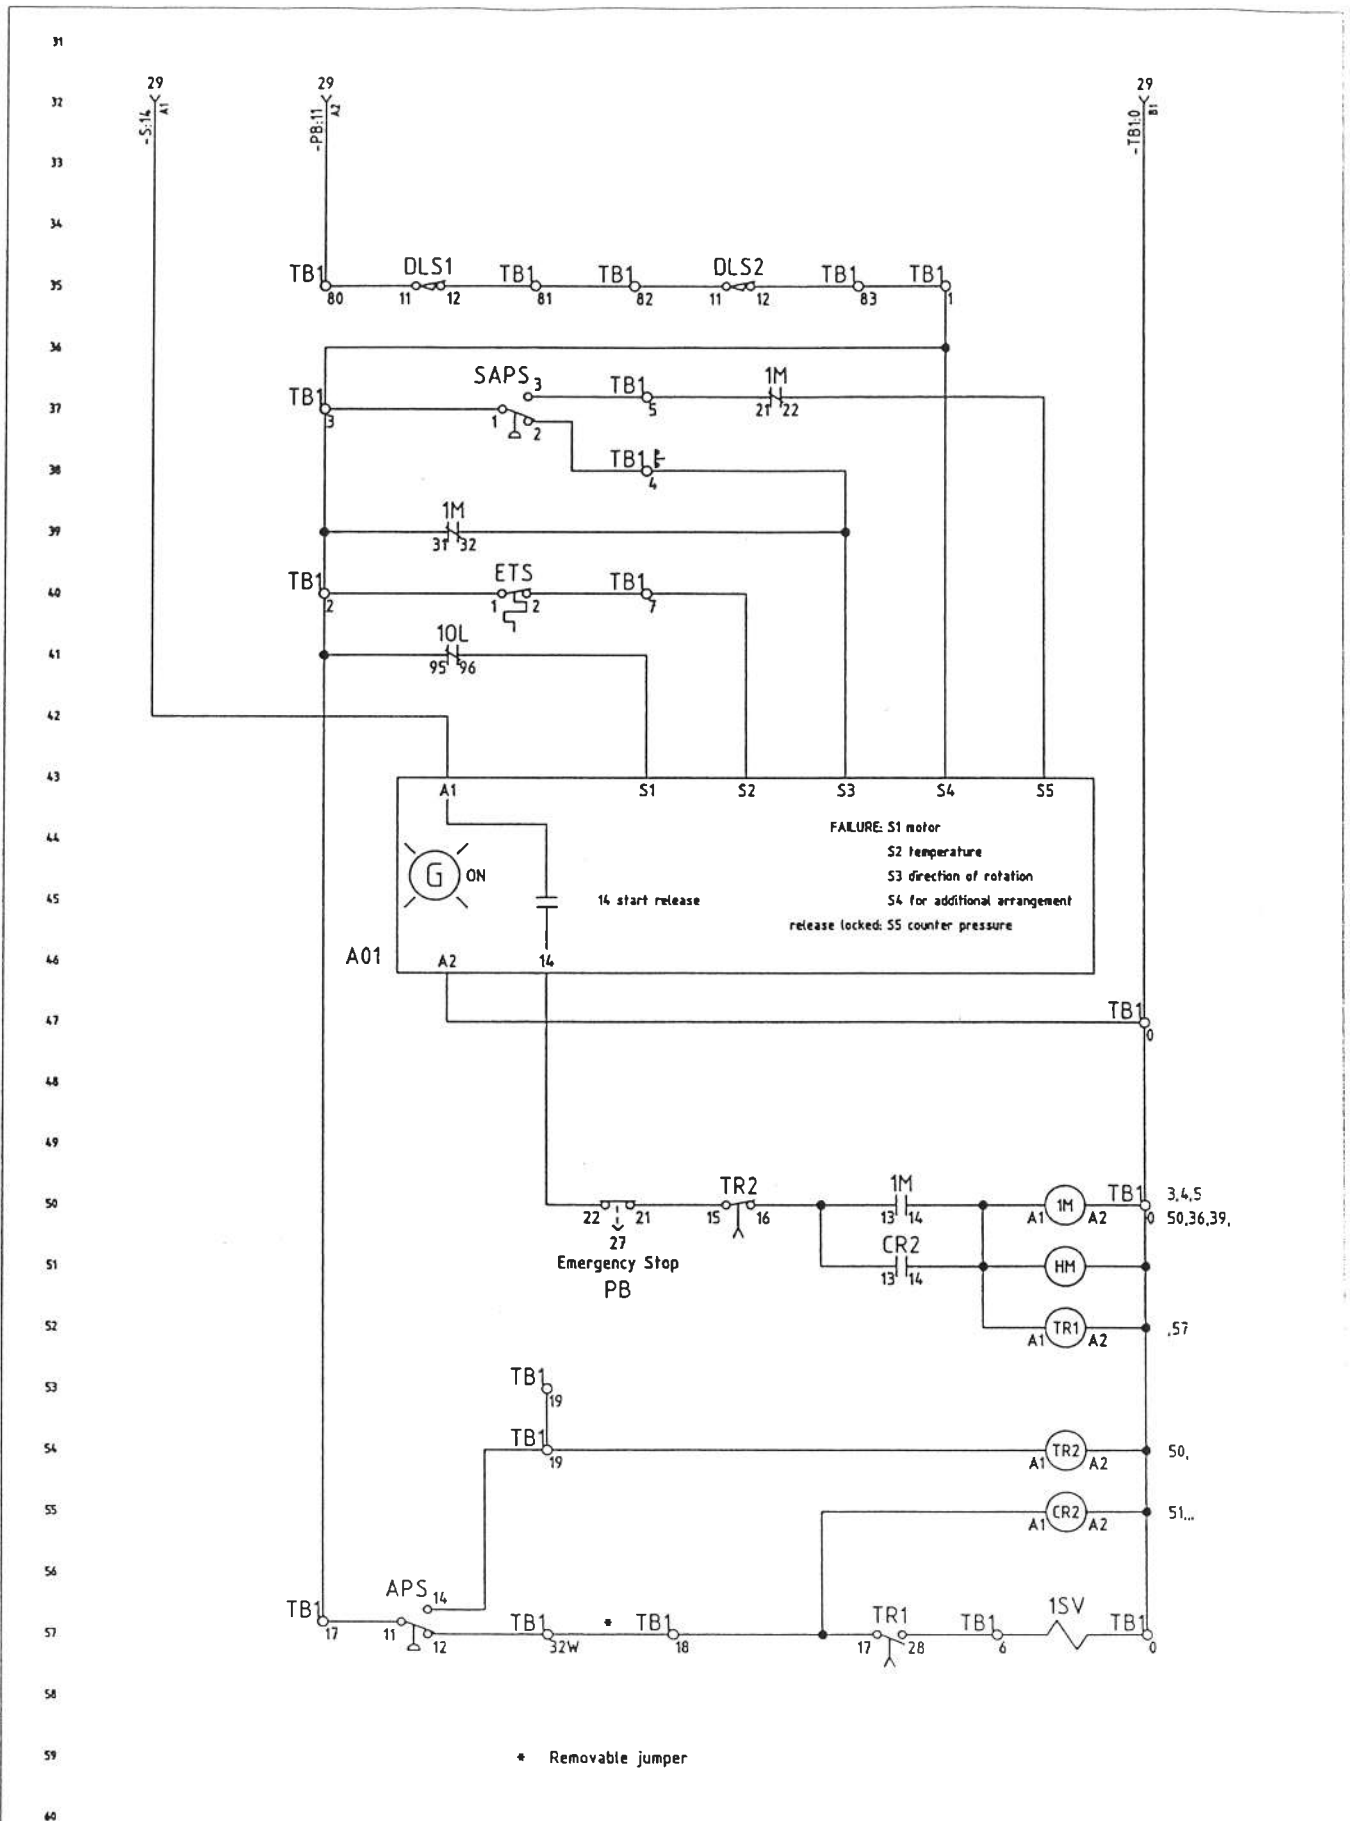 31
29 29 29
32
-S:14 A1 -PB:11 A2 -TB1:0 B1
33
34
TB1 DLS1 TB1 TB1 DLS2 TB1 TB1
35
80 11 12 81 82 11 12 83 1
36
SAPS 3 TB1 1M
TB1 5 21 22
37
3 1 2
38 TB1
4
1M
39
31 32
TB1 ETS TB1
40
2 1 2 7
1OL
41
95 96
42
43
A1 S1 S2 S3 S4 S5
44 FAILURE: S1 motor
S2 temperature
G ON S3 direction of rotation
45 14 start release S4 for additional arrangement
release locked: S5 counter pressure
A01
46 A2 14
47 TB1
0
48
49
TR2 1M TB1 3,4,5
50 1M
22 21 15 16 13 14 A1 A2 0 50,36,39,
27 CR2
51 Emergency Stop HM
13 14
PB
52 TR1 ,57
A1 A2
53 TB1
19
54 TB1 TR2 50,
19 A1 A2
55 CR2 51,,,
A1 A2
56
APS 14
TB1 TB1 * TB1 TR1 TB1 1SV TB1
57
17 11 12 32W 18 17 28 6 0
58
59 * Removable jumper
60